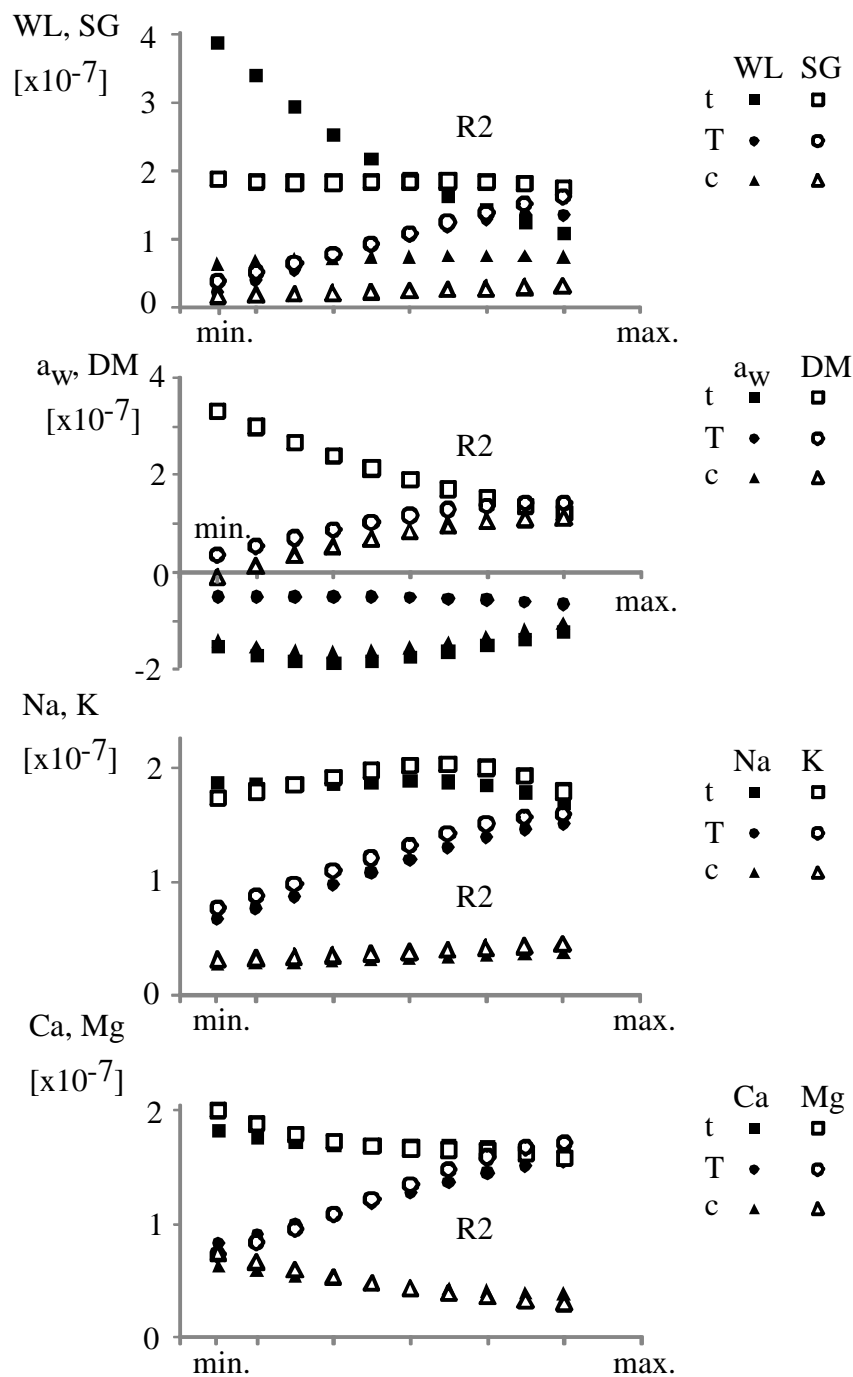 WL, SG
[x10-7]
4
3
2
1
0
R2
min.
max.
WL SG
t
T
c
aw, DM
[x10-7]
4
2
0
-2
R2
min.
max.
aw DM
t
T
c
Na, K
[x10-7]
2
1
0
R2
min.
max.
Na K
t
T
c
Ca, Mg
[x10-7]
2
1
0
R2
min.
max.
Ca Mg
t
T
c